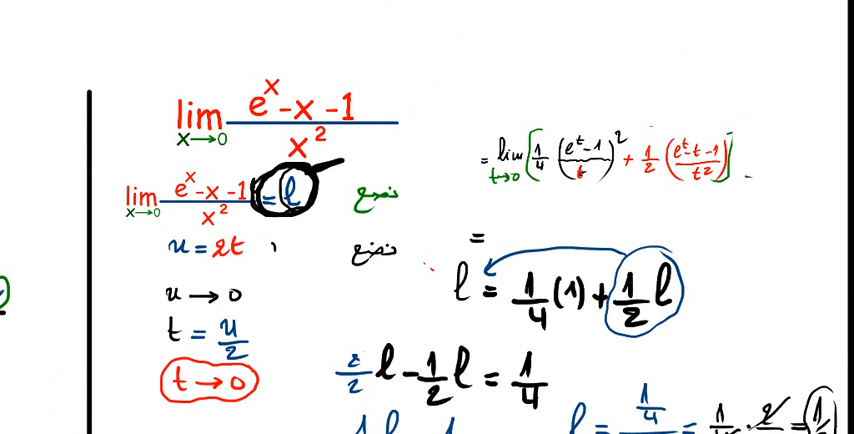 lim x→0 (e^x - x - 1)/x^2
lim x→0 (e^x - x - 1)/x^2 = l نضع
x = 2t , نضع
x → 0
t = x/2
t → 0
= lim t→0 [1/4 ((e^t - 1)/t)^2 + 1/2 ((e^t - t - 1)/t^2)]
=
l = 1/4 (1) + 1/2 l
2/2 l - 1/2 l = 1/4